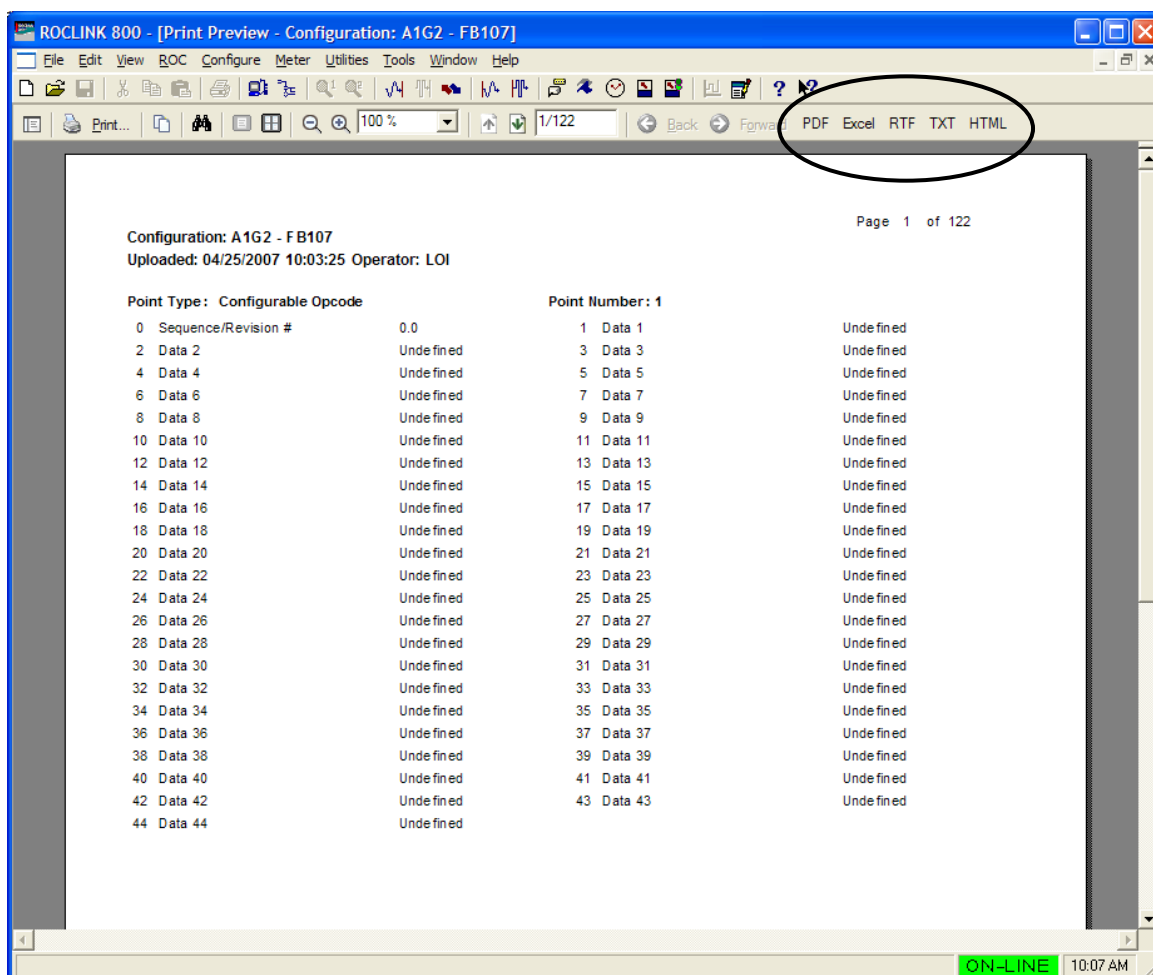 ROCLINK 800 - [Print Preview - Configuration: A1G2 - FB107]
File Edit View ROC Configure Meter Utilities Tools Window Help
Print... 100 % 1/122 Back Forward PDF Excel RTF TXT HTML
Page 1 of 122
Configuration: A1G2 - FB107
Uploaded: 04/25/2007 10:03:25 Operator: LOI
Point Type: Configurable Opcode Point Number: 1
0 Sequence/Revision # 0.0 1 Data 1 Undefined
2 Data 2 Undefined 3 Data 3 Undefined
4 Data 4 Undefined 5 Data 5 Undefined
6 Data 6 Undefined 7 Data 7 Undefined
8 Data 8 Undefined 9 Data 9 Undefined
10 Data 10 Undefined 11 Data 11 Undefined
12 Data 12 Undefined 13 Data 13 Undefined
14 Data 14 Undefined 15 Data 15 Undefined
16 Data 16 Undefined 17 Data 17 Undefined
18 Data 18 Undefined 19 Data 19 Undefined
20 Data 20 Undefined 21 Data 21 Undefined
22 Data 22 Undefined 23 Data 23 Undefined
24 Data 24 Undefined 25 Data 25 Undefined
26 Data 26 Undefined 27 Data 27 Undefined
28 Data 28 Undefined 29 Data 29 Undefined
30 Data 30 Undefined 31 Data 31 Undefined
32 Data 32 Undefined 33 Data 33 Undefined
34 Data 34 Undefined 35 Data 35 Undefined
36 Data 36 Undefined 37 Data 37 Undefined
38 Data 38 Undefined 39 Data 39 Undefined
40 Data 40 Undefined 41 Data 41 Undefined
42 Data 42 Undefined 43 Data 43 Undefined
44 Data 44 Undefined
ON-LINE 10:07 AM